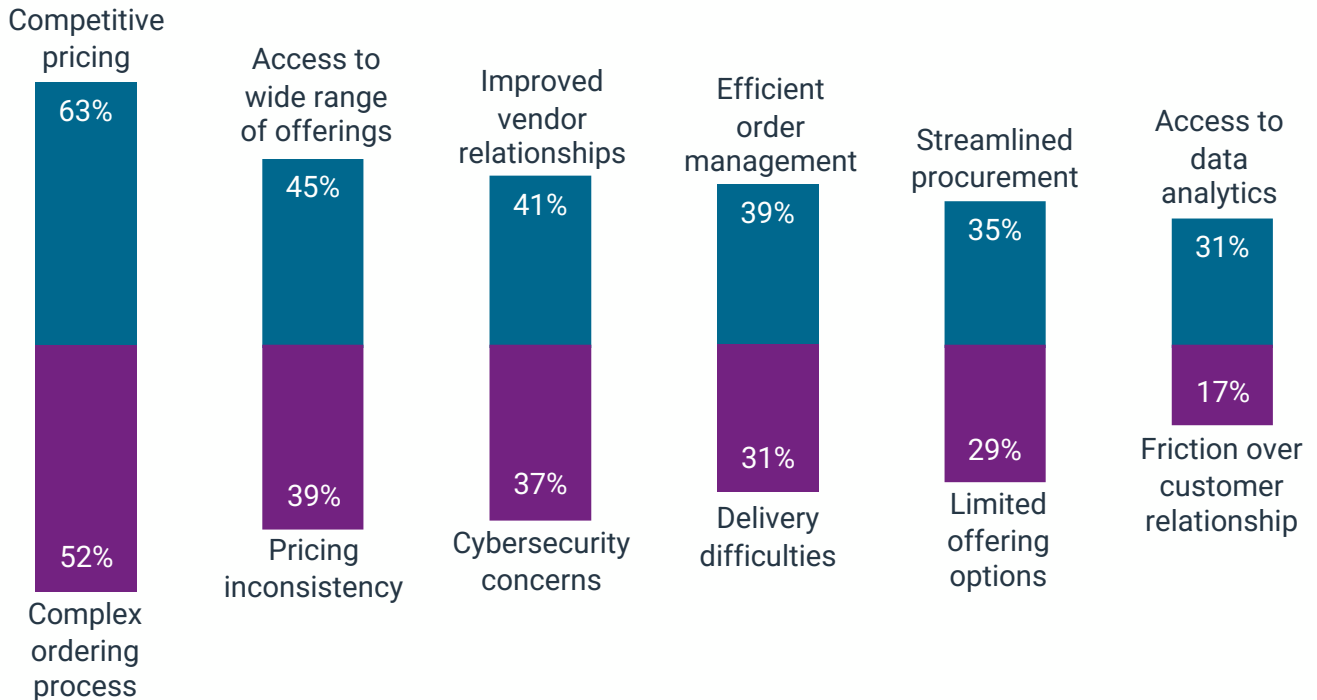 Competitive
pricing
63%
52%
Complex
ordering
process
Access to
wide range
of offerings
45%
39%
Pricing
inconsistency
Improved
vendor
relationships
41%
37%
Cybersecurity
concerns
Efficient
order
management
39%
31%
Delivery
difficulties
Streamlined
procurement
35%
29%
Limited
offering
options
Access to
data
analytics
31%
17%
Friction over
customer
relationship